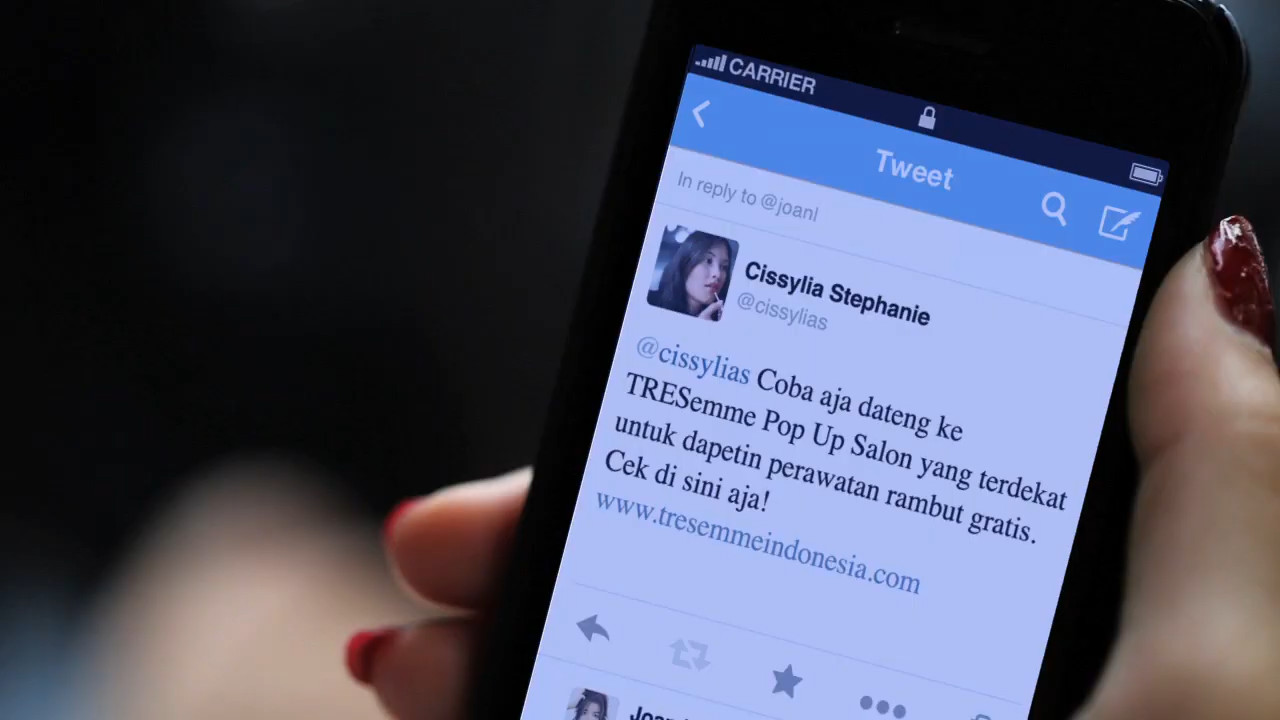 CARRIER
Tweet
In reply to @joanl
Cissylia Stephanie
@cissylias
@cissylias Coba aja dateng ke
TRESemme Pop Up Salon yang terdekat
untuk dapetin perawatan rambut gratis.
Cek di sini aja!
www.tresemmeindonesia.com